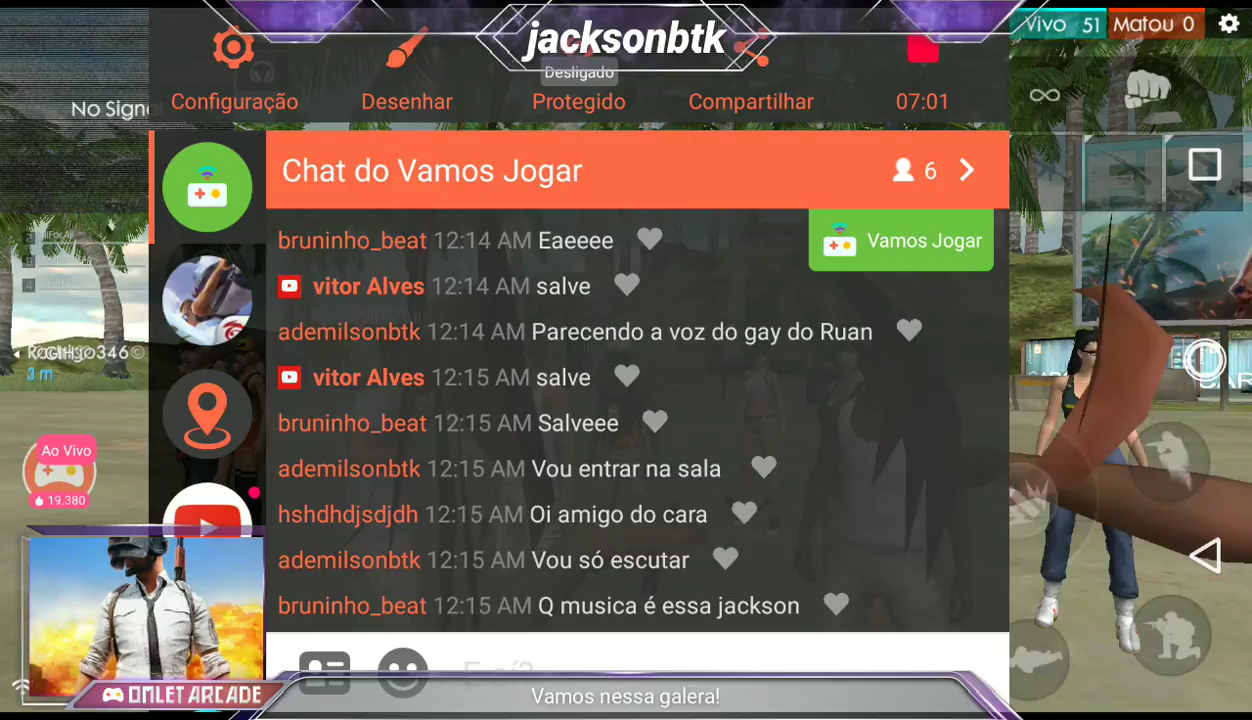 jacksonbtk
Vivo 51 Matou 0
Desligado
No Signa
Configuração Desenhar Protegido Compartilhar 07:01
Chat do Vamos Jogar 6
Vamos Jogar
bruninho_beat 12:14 AM Eaeeee
vitor Alves 12:14 AM salve
ademilsonbtk 12:14 AM Parecendo a voz do gay do Ruan
vitor Alves 12:15 AM salve
bruninho_beat 12:15 AM Salveee
ademilsonbtk 12:15 AM Vou entrar na sala
hshdhdjsdjdh 12:15 AM Oi amigo do cara
ademilsonbtk 12:15 AM Vou só escutar
bruninho_beat 12:15 AM Q musica é essa jackson
3 m
Ao Vivo
19.380
E aí?
OMLET ARCADE
Vamos nessa galera!